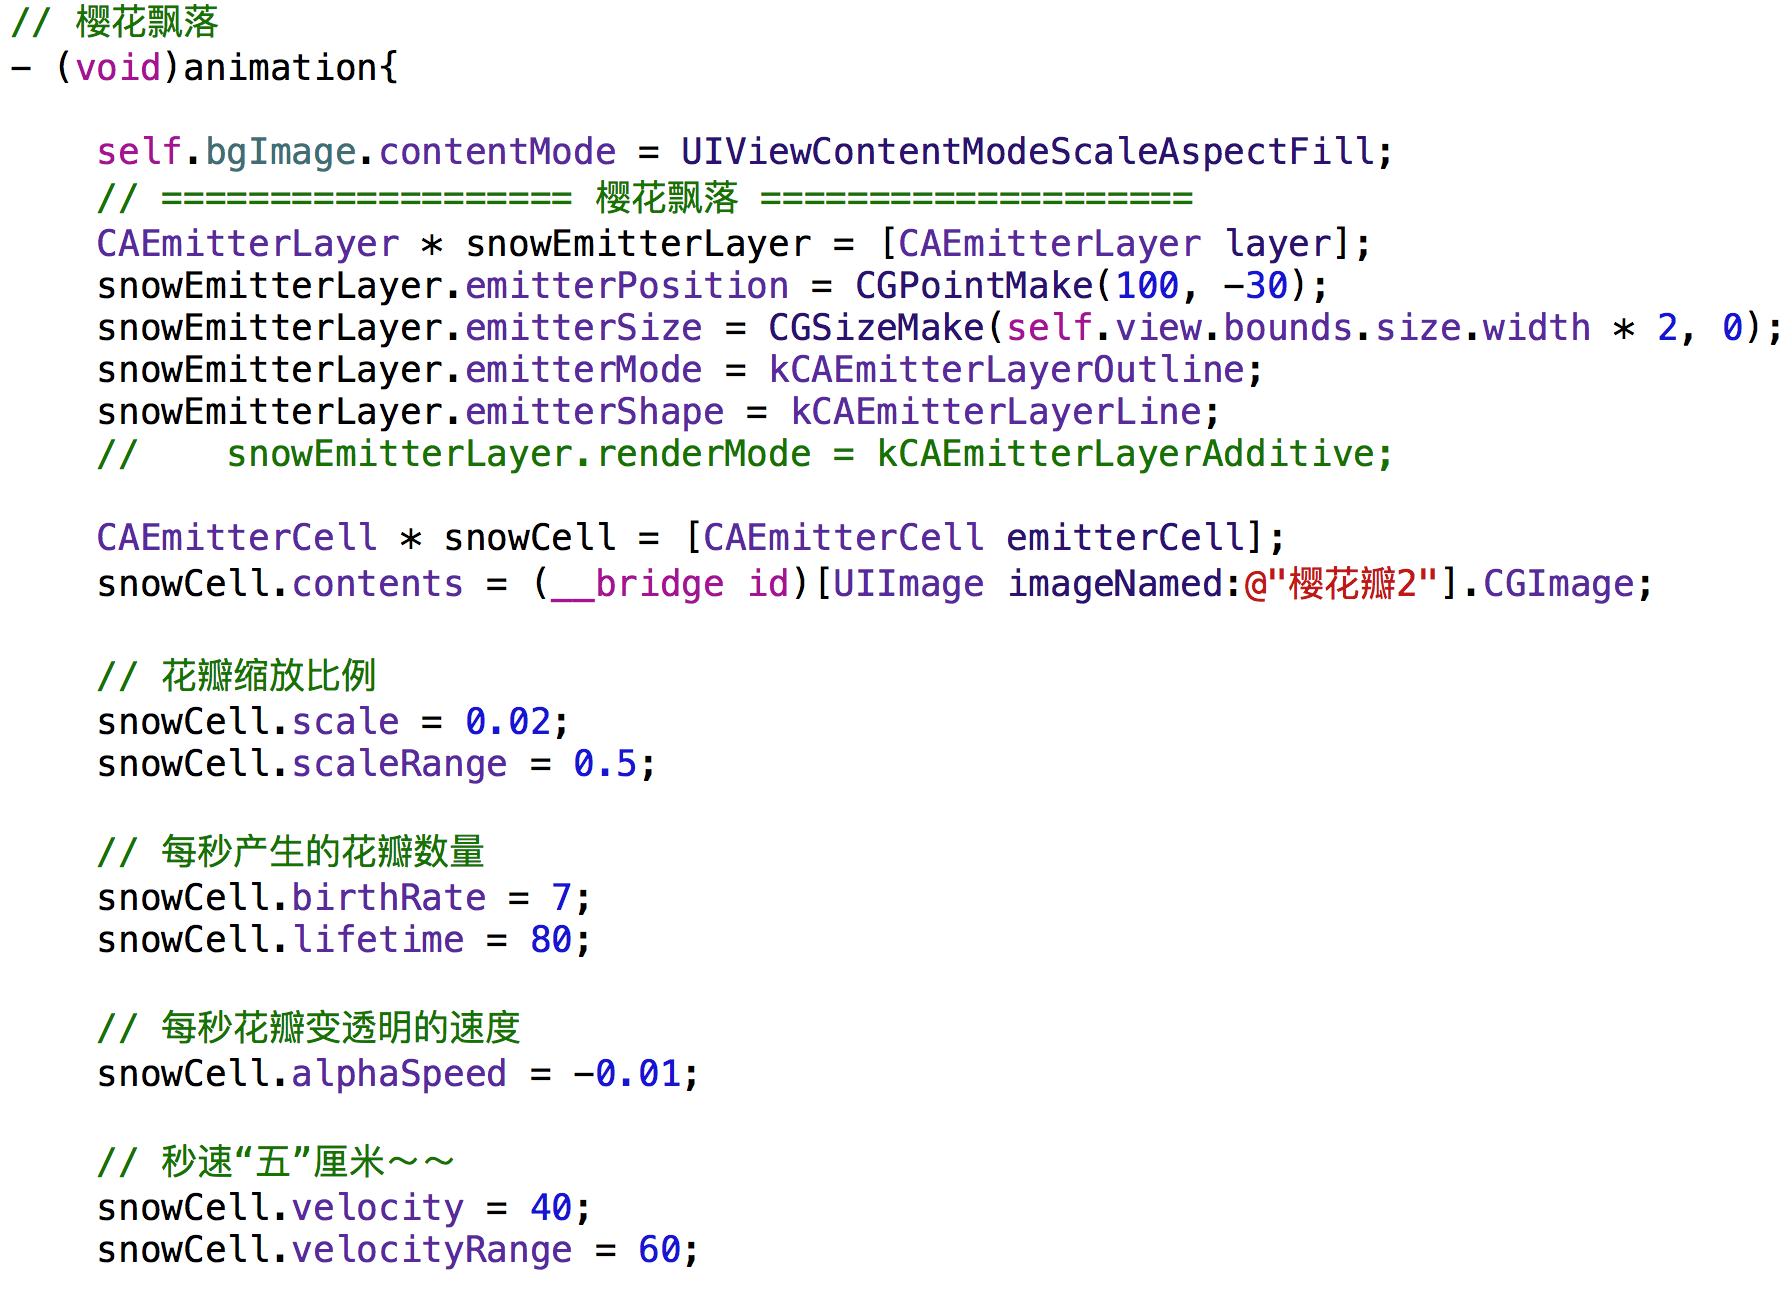 // 樱花飘落
- (void)animation{
self.bgImage.contentMode = UIViewContentModeScaleAspectFill;
// =================== 樱花飘落 ====================
CAEmitterLayer * snowEmitterLayer = [CAEmitterLayer layer];
snowEmitterLayer.emitterPosition = CGPointMake(100, -30);
snowEmitterLayer.emitterSize = CGSizeMake(self.view.bounds.size.width * 2, 0);
snowEmitterLayer.emitterMode = kCAEmitterLayerOutline;
snowEmitterLayer.emitterShape = kCAEmitterLayerLine;
//    snowEmitterLayer.renderMode = kCAEmitterLayerAdditive;
CAEmitterCell * snowCell = [CAEmitterCell emitterCell];
snowCell.contents = (__bridge id)[UIImage imageNamed:@"樱花瓣2"].CGImage;
// 花瓣缩放比例
snowCell.scale = 0.02;
snowCell.scaleRange = 0.5;
// 每秒产生的花瓣数量
snowCell.birthRate = 7;
snowCell.lifetime = 80;
// 每秒花瓣变透明的速度
snowCell.alphaSpeed = -0.01;
// 秒速“五”厘米～～
snowCell.velocity = 40;
snowCell.velocityRange = 60;